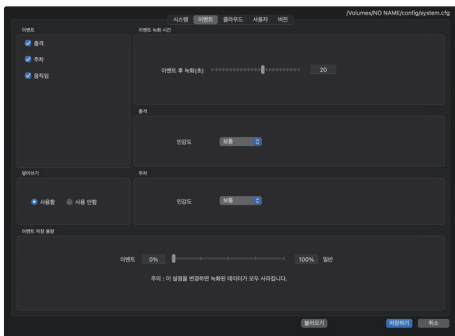 /Volumes/NO NAME/config/system.cfg
시스템 이벤트 클라우드 사용자 버전
이벤트
충격
주차
움직임
이벤트 녹화 시간
이벤트 후 녹화(초) 20
충격
민감도 보통
덮어쓰기
사용함 사용 안함
주차
민감도 보통
이벤트 저장 용량
이벤트 0% 100% 일반
주의 : 이 설정을 변경하면 녹화된 데이터가 모두 사라집니다.
불러오기 저장하기 취소